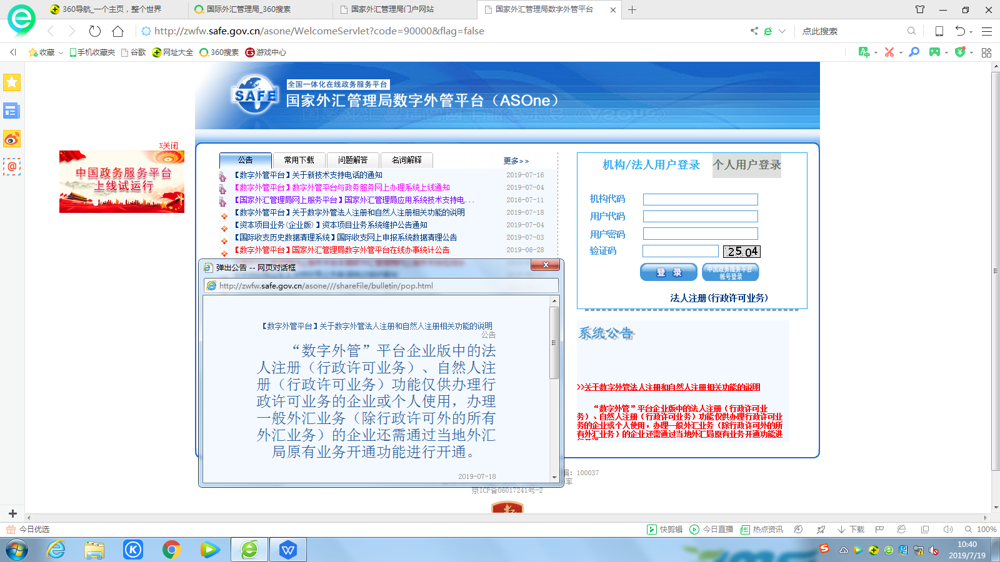 360导航_一个主页，整个世界
国际外汇管理局_360搜索
国家外汇管理局门户网站
国家外汇管理局数字外管平台
http://zwfw.safe.gov.cn/asone/WelcomeServlet?code=90000&flag=false
点此搜索
收藏
手机收藏夹
谷歌
网址大全
360搜索
游戏中心
SAFE
全国一体化在线政务服务平台
国家外汇管理局数字外管平台（ASOne）
X关闭
中国政务服务平台
上线试运行
公告
常用下载
问题解答
名词解释
更多>>
【数字外管平台】关于新技术支持电话的通知 2019-07-16
【数字外管平台】数字外管平台与政务服务网上办理系统上线通知 2019-07-04
【国家外汇管理局网上服务平台】国家外汇管理局应用系统技术支持电... 2016-07-11
【数字外管平台】关于数字外管法人注册和自然人注册相关功能的说明 2019-07-18
【资本项目业务(企业版)】资本项目业务系统维护公告通知 2019-07-04
【国际收支历史数据清理系统】国际收支网上申报系统数据清理公告 2019-07-03
【数字外管平台】国家外汇管理局数字外管平台在线办事统计公告 2019-06-28
机构/法人用户登录
个人用户登录
机构代码
用户代码
用户密码
验证码
2504
登 录
中国政务服务平台
帐号登录
法人注册(行政许可业务)
系统公告
>>关于数字外管法人注册和自然人注册相关功能的说明
“数字外管”平台企业版中的法人注册（行政许可业
务）、自然人注册（行政许可业务）功能仅供办理行政许可业
务的企业或个人使用，办理一般外汇业务（除行政许可外的所
有外汇业务）的企业还需通过当地外汇局原有业务开通功能进
弹出公告 -- 网页对话框
http://zwfw.safe.gov.cn/asone///shareFile/bulletin/pop.html
【数字外管平台】关于数字外管法人注册和自然人注册相关功能的说明
公告
“数字外管”平台企业版中的法
人注册（行政许可业务）、自然人注
册（行政许可业务）功能仅供办理行
政许可业务的企业或个人使用，办理
一般外汇业务（除行政许可外的所有
外汇业务）的企业还需通过当地外汇
局原有业务开通功能进行开通。
2019-07-18
编：100037
率
京ICP备06017241号-2
今日优选
快剪辑
今日直播
热点资讯
下载
100%
10:40
2019/7/19